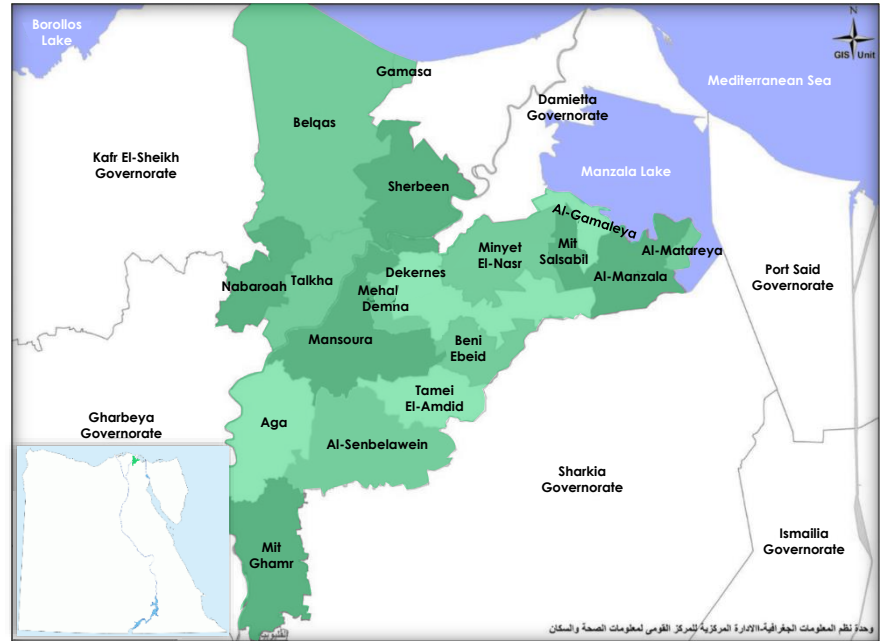 Borollos
Lake
N
GIS Unit
Gamasa
Mediterranean Sea
Damietta
Governorate
Belqas
Kafr El-Sheikh
Governorate
Manzala Lake
Sherbeen
Al-Gamaleya
Minyet
El-Nasr
Mit
Salsabil
Al-Matareya
Dekernes
Al-Manzala
Port Said
Governorate
Nabaroah
Talkha
Mehal
Demna
Mansoura
Beni
Ebeid
Tamei
El-Amdid
Gharbeya
Governorate
Aga
Al-Senbelawein
Sharkia
Governorate
Mit
Ghamr
Ismailia
Governorate
وحدة نظم المعلومات الجغرافية-الادارة المركزية للمركز القومى لمعلومات الصحة والسكان